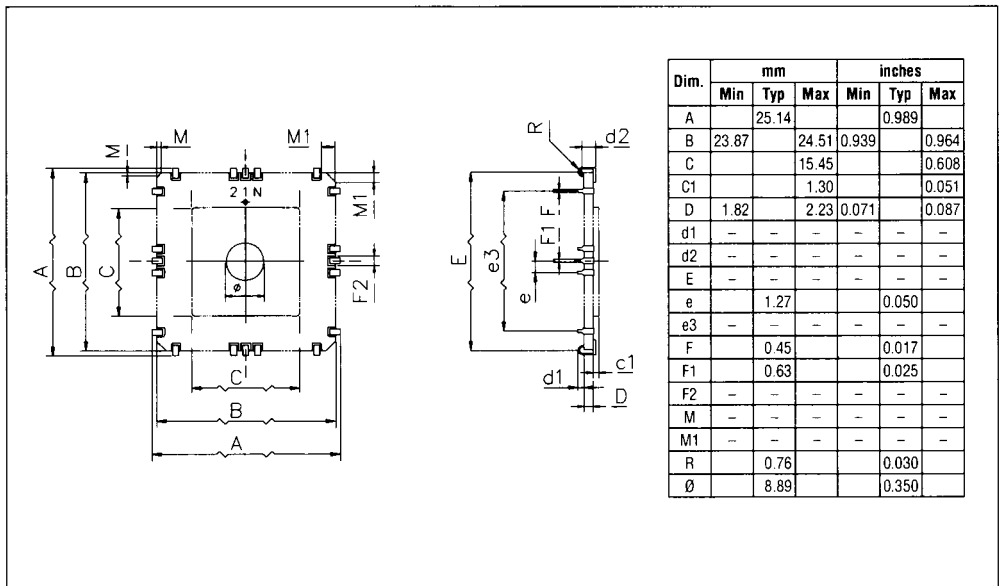 M M1
M
M1
R d2
21N
A B C
Ø
F2
E e3 F1 F e
C
B
A
d1 c1
D
Dim. mm inches
Min Typ Max Min Typ Max
A 25.14 0.989
B 23.87 24.51 0.939 0.964
C 15.45 0.608
C1 1.30 0.051
D 1.82 2.23 0.071 0.087
d1 – – – – – –
d2 – – – – – –
E – – – – – –
e 1.27 0.050
e3 – – – – – –
F 0.45 0.017
F1 0.63 0.025
F2 – – – – – –
M – – – – – –
M1 – – – – – –
R 0.76 0.030
Ø 8.89 0.350